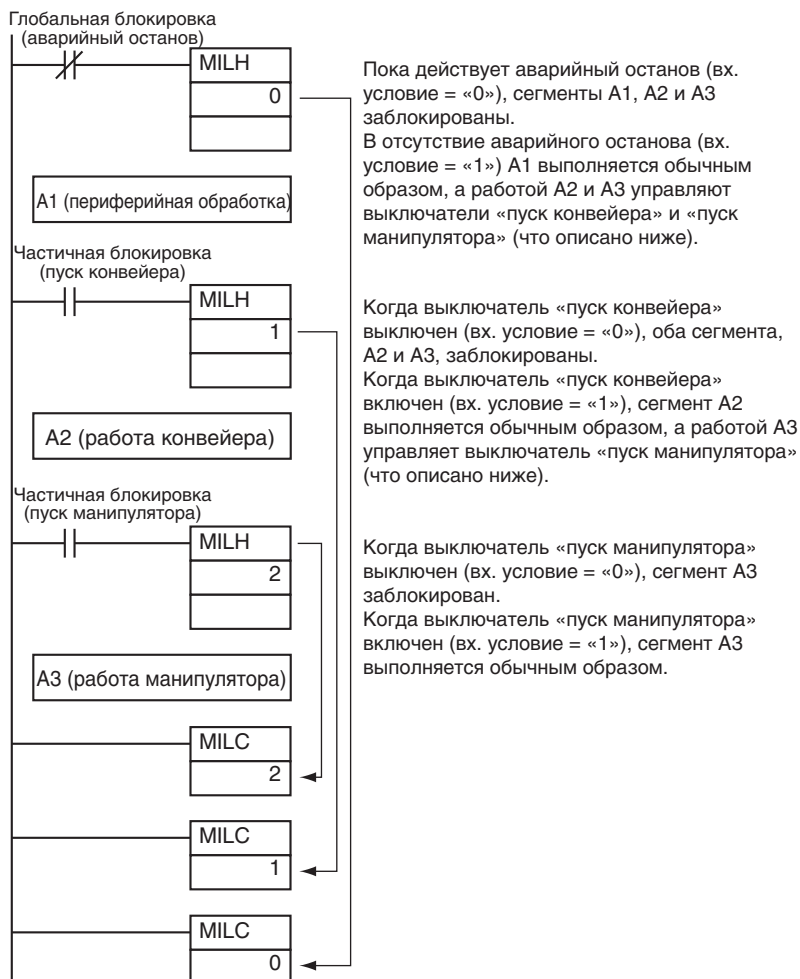 Глобальная блокировка
(аварийный останов)
MILH
0
Пока действует аварийный останов (вх.
условие = «0»), сегменты A1, A2 и A3
заблокированы.
В отсутствие аварийного останова (вх.
условие = «1») A1 выполняется обычным
образом, а работой A2 и A3 управляют
выключатели «пуск конвейера» и «пуск
манипулятора» (что описано ниже).
A1 (периферийная обработка)
Частичная блокировка
(пуск конвейера)
MILH
1
Когда выключатель «пуск конвейера»
выключен (вх. условие = «0»), оба сегмента,
A2 и A3, заблокированы.
Когда выключатель «пуск конвейера»
включен (вх. условие = «1»), сегмент A2
выполняется обычным образом, а работой A3
управляет выключатель «пуск манипулятора»
(что описано ниже).
A2 (работа конвейера)
Частичная блокировка
(пуск манипулятора)
MILH
2
Когда выключатель «пуск манипулятора»
выключен (вх. условие = «0»), сегмент A3
заблокирован.
Когда выключатель «пуск манипулятора»
включен (вх. условие = «1»), сегмент A3
выполняется обычным образом.
A3 (работа манипулятора)
MILC
2
MILC
1
MILC
0